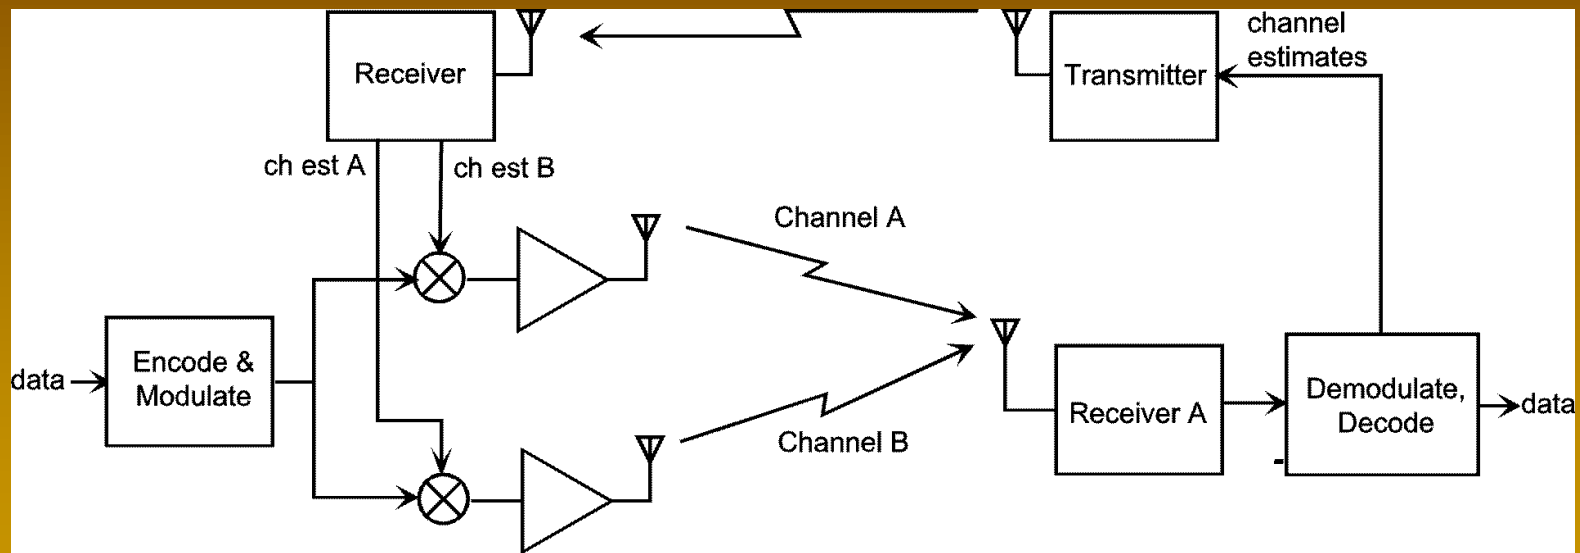 channel
estimates
Receiver
Transmitter
ch est A
ch est B
Channel A
Encode &
Modulate
data
Demodulate,
Decode
data
Receiver A
Channel B